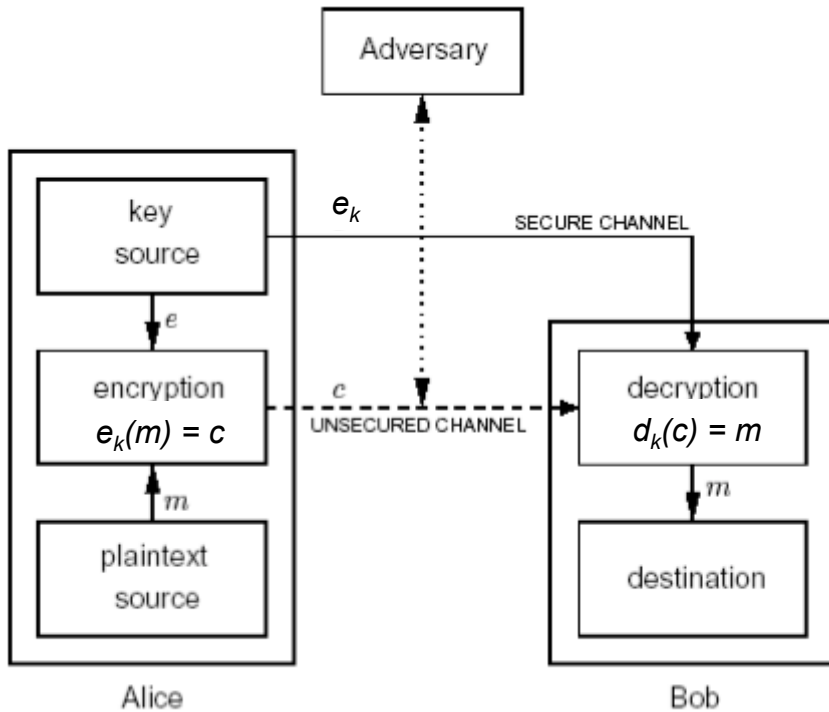 Adversary
key
source
e_k
SECURE CHANNEL
e
encryption
e_k(m) = c
c
UNSECURED CHANNEL
decryption
d_k(c) = m
m
plaintext
source
m
destination
Alice
Bob